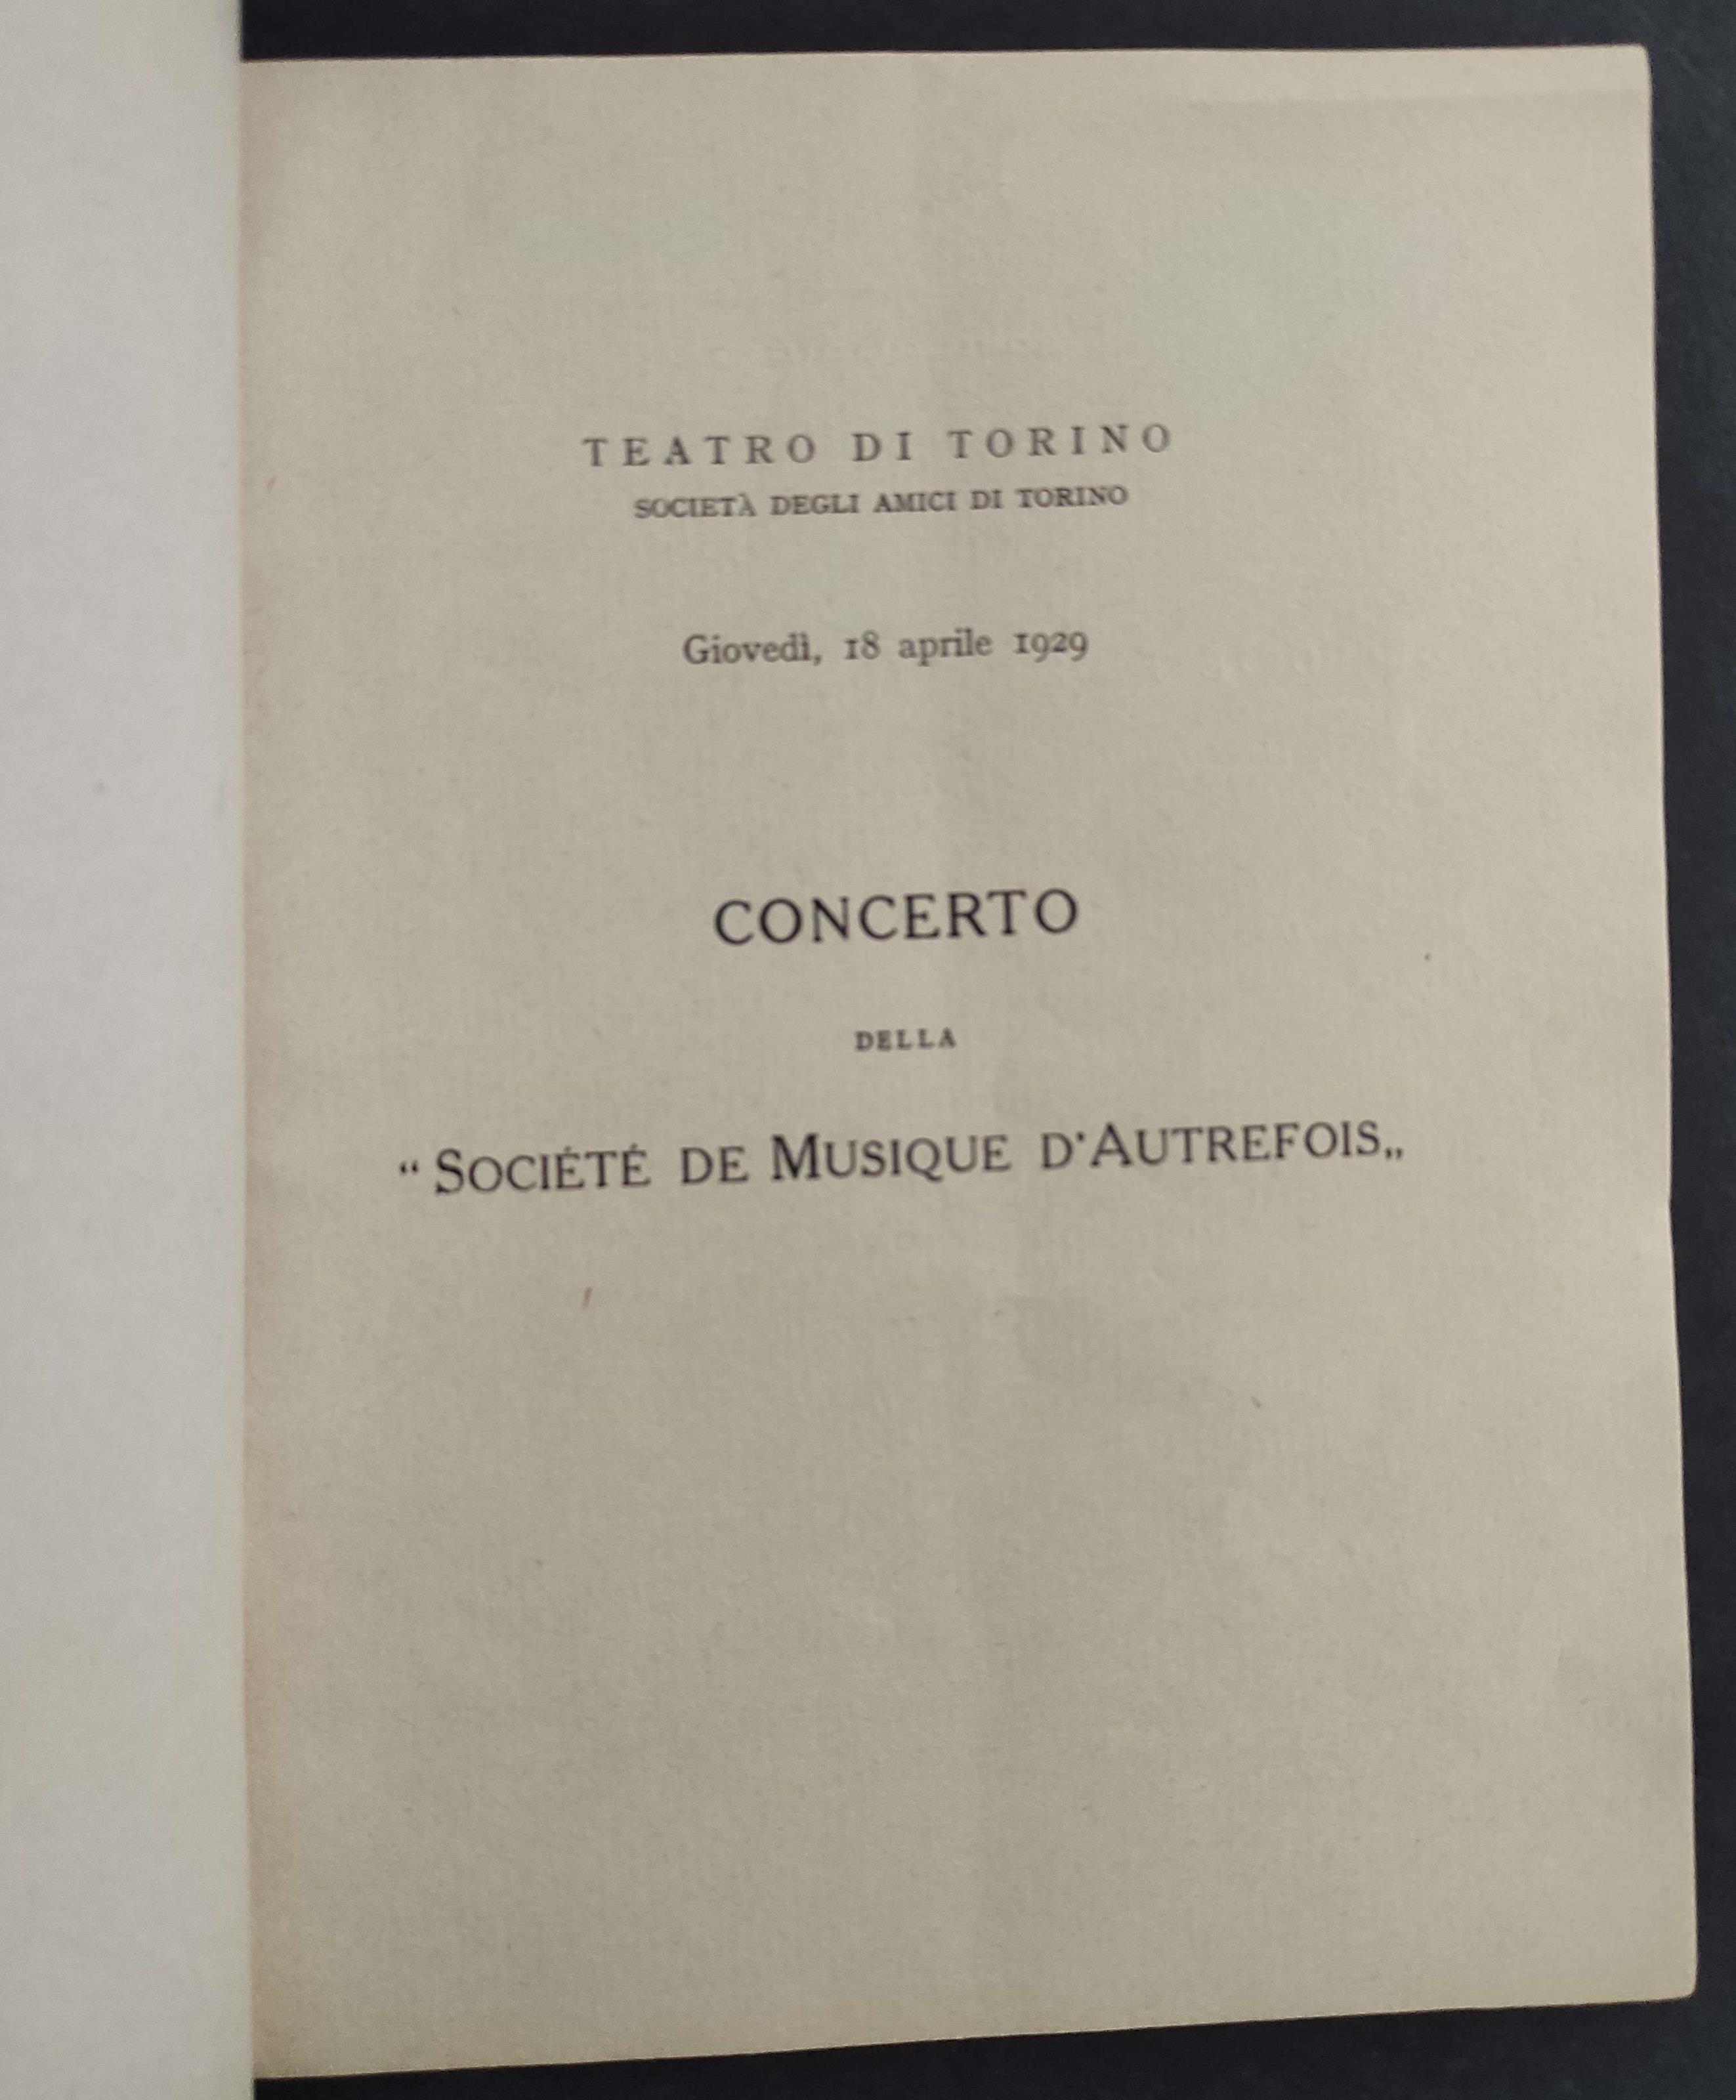 TEATRO DI TORINO
SOCIETÀ DEGLI AMICI DI TORINO
Giovedì, 18 aprile 1929
CONCERTO
DELLA
“ SOCIÉTÉ DE MUSIQUE D'AUTREFOIS„